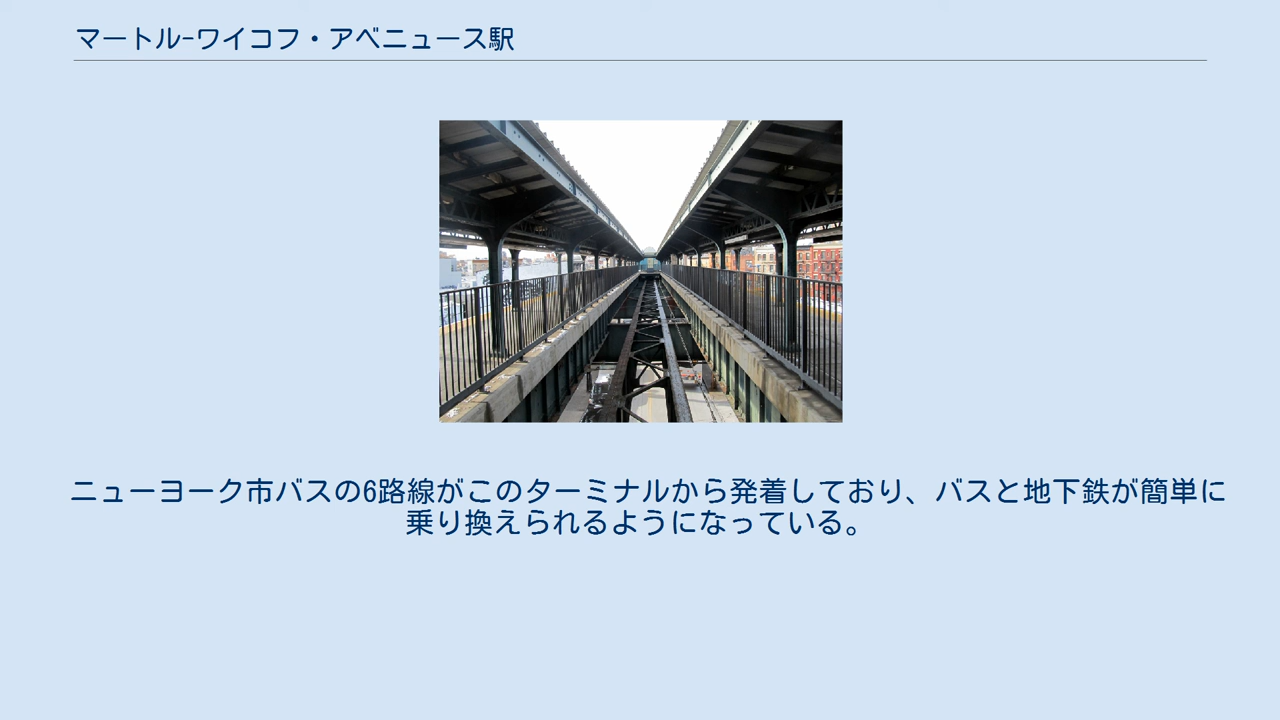 マートル-ワイコフ・アベニュース駅
ニューヨーク市バスの6路線がこのターミナルから発着しており、バスと地下鉄が簡単に
乗り換えられるようになっている。